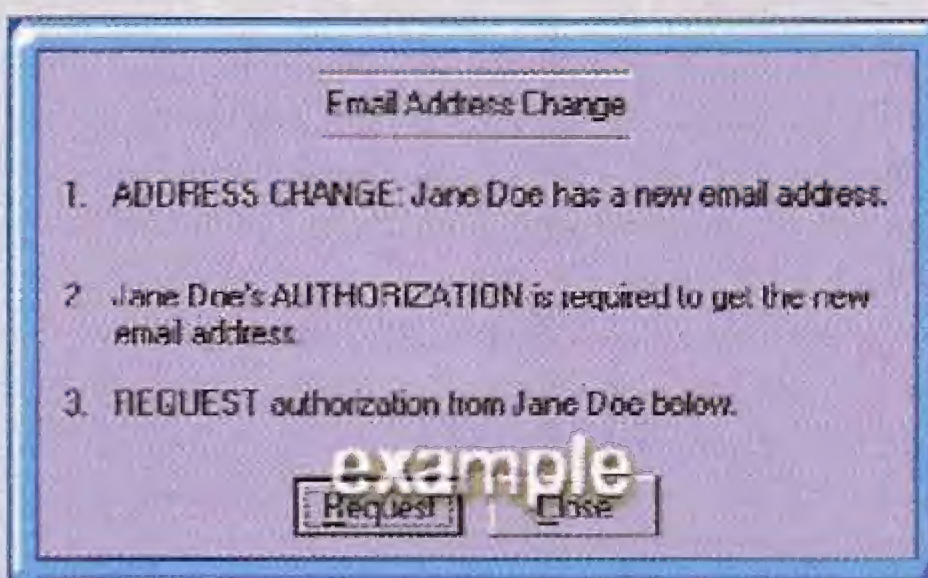 Email Address Change
1. ADDRESS CHANGE: Jane Doe has a new email address.
2 Jane Doe's AUTHORIZATION is required to get the new
email address.
3. REQUEST authorization from Jane Doe below.
example
Request Close